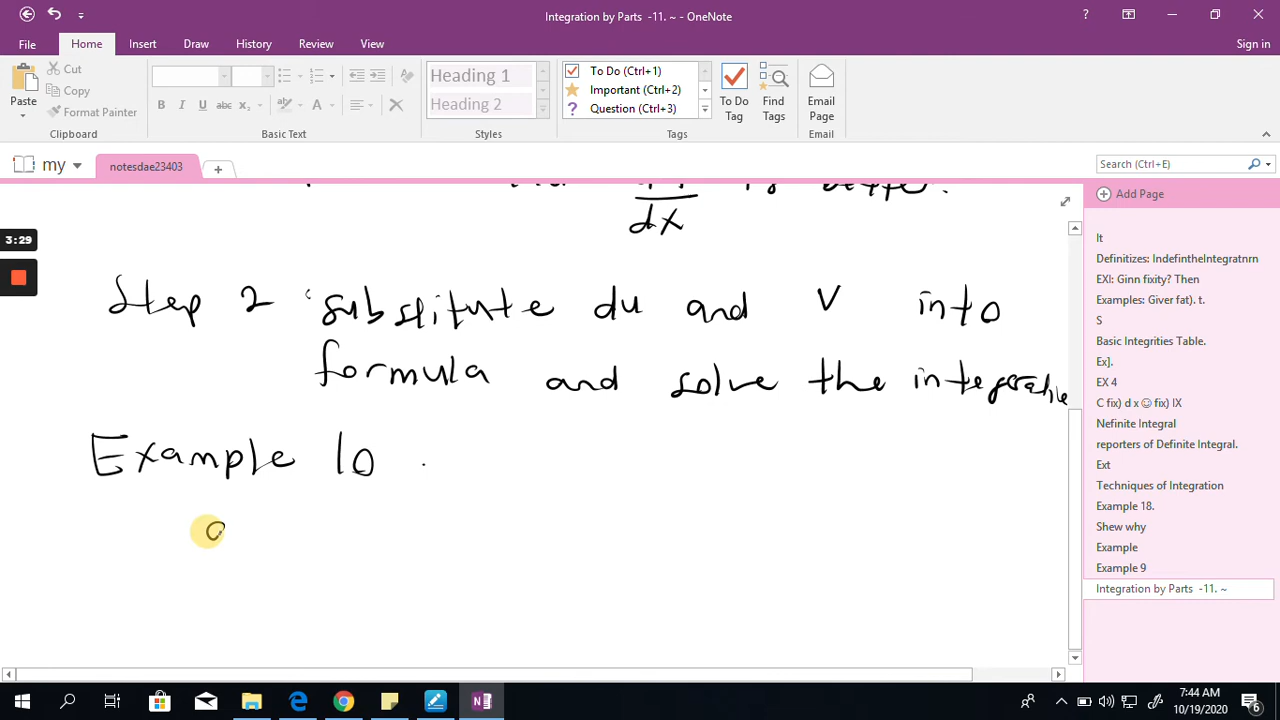 Integration by Parts -11. ~ - OneNote
File Home Insert Draw History Review View Sign in
Paste Cut Copy Format Painter
Heading 1
Heading 2
To Do (Ctrl+1)
Important (Ctrl+2)
Question (Ctrl+3)
To Do Tag
Find Tags
Email Page
Clipboard Basic Text Styles Tags Email
my notesdae23403 Search (Ctrl+E)
Add Page
3:29
dx
Step 2 : substitute du and v into
formula and solve the
Example 10 .
It
Definitizes: IndefintheIntegratnrn
EXI: Ginn fixity? Then
Examples: Giver fat). t.
S
Basic Integrities Table.
Ex].
EX 4
C fix) d x☺ fix) lX
Nefinite Integral
reporters of Definite Integral.
Ext
Techniques of Integration
Example 18.
Shew why
Example
Example 9
Integration by Parts -11. ~
7:44 AM
10/19/2020
6